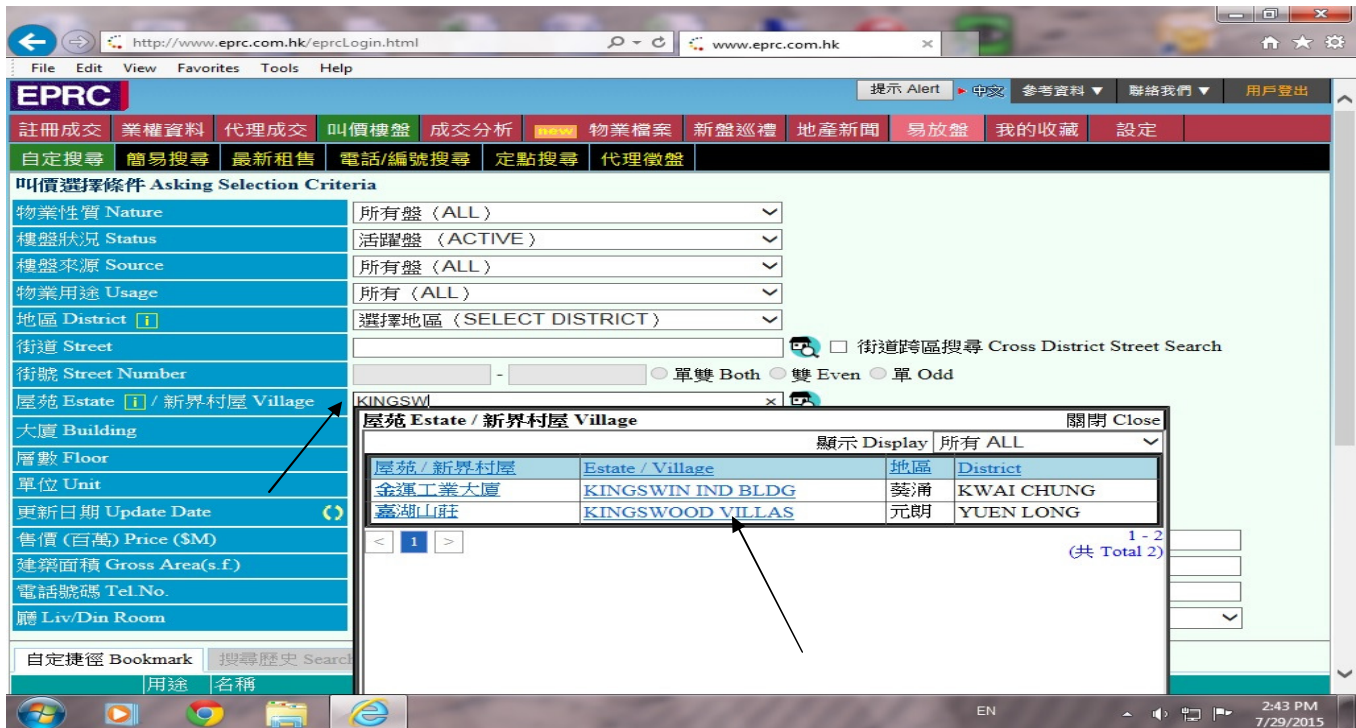 http://www.eprc.com.hk/eprcLogin.html www.eprc.com.hk
File Edit View Favorites Tools Help
EPRC 提示 Alert 中文 參考資料 ▼ 聯絡我們 ▼ 用戶登出
註冊成交 業權資料 代理成交 叫價樓盤 成交分析 new 物業檔案 新盤巡禮 地產新聞 易放盤 我的收藏 設定
自定搜尋 簡易搜尋 最新租售 電話/編號搜尋 定點搜尋 代理徵盤
叫價選擇條件 Asking Selection Criteria
物業性質 Nature 所有盤 (ALL)
樓盤狀況 Status 活躍盤 (ACTIVE)
樓盤來源 Source 所有盤 (ALL)
物業用途 Usage 所有 (ALL)
地區 District i 選擇地區 (SELECT DISTRICT)
街道 Street 街道跨區搜尋 Cross District Street Search
街號 Street Number - 單雙 Both 雙 Even 單 Odd
屋苑 Estate i / 新界村屋 Village KINGSW
屋苑 Estate / 新界村屋 Village 關閉 Close
大廈 Building
顯示 Display 所有 ALL
層數 Floor
屋苑 / 新界村屋 Estate / Village 地區 District
單位 Unit
金運工業大廈 KINGSWIN IND BLDG 葵涌 KWAI CHUNG
更新日期 Update Date
嘉湖山莊 KINGSWOOD VILLAS 元朗 YUEN LONG
售價 (百萬) Price ($M)
< 1 > 1 - 2
(共 Total 2)
建築面積 Gross Area(s.f.)
電話號碼 Tel.No.
廳 Liv/Din Room
自定捷徑 Bookmark 搜尋歷史 Search
用途 名稱
EN 2:43 PM
7/29/2015